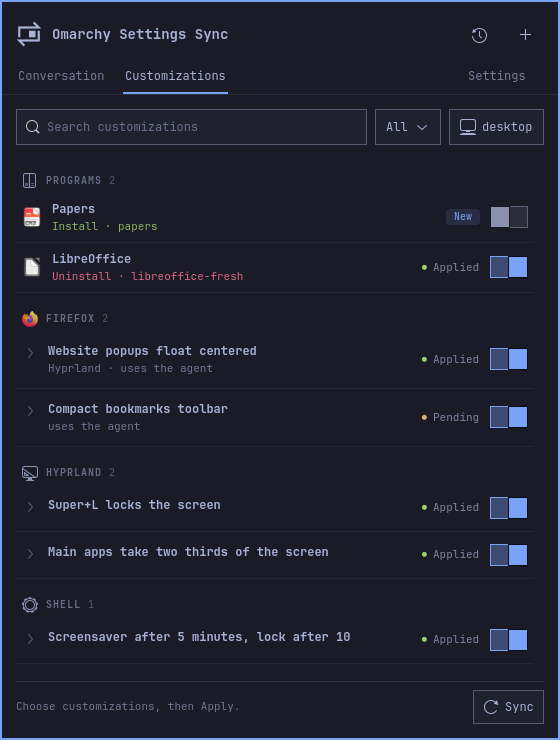 Omarchy Settings Sync
Conversation Customizations Settings
Search customizations All desktop
PROGRAMS 2
Papers
Install · papers
New
LibreOffice
Uninstall · libreoffice-fresh
Applied
FIREFOX 2
Website popups float centered
Hyprland · uses the agent
Applied
Compact bookmarks toolbar
uses the agent
Pending
HYPRLAND 2
Super+L locks the screen
Applied
Main apps take two thirds of the screen
Applied
SHELL 1
Screensaver after 5 minutes, lock after 10
Applied
Choose customizations, then Apply.
Sync